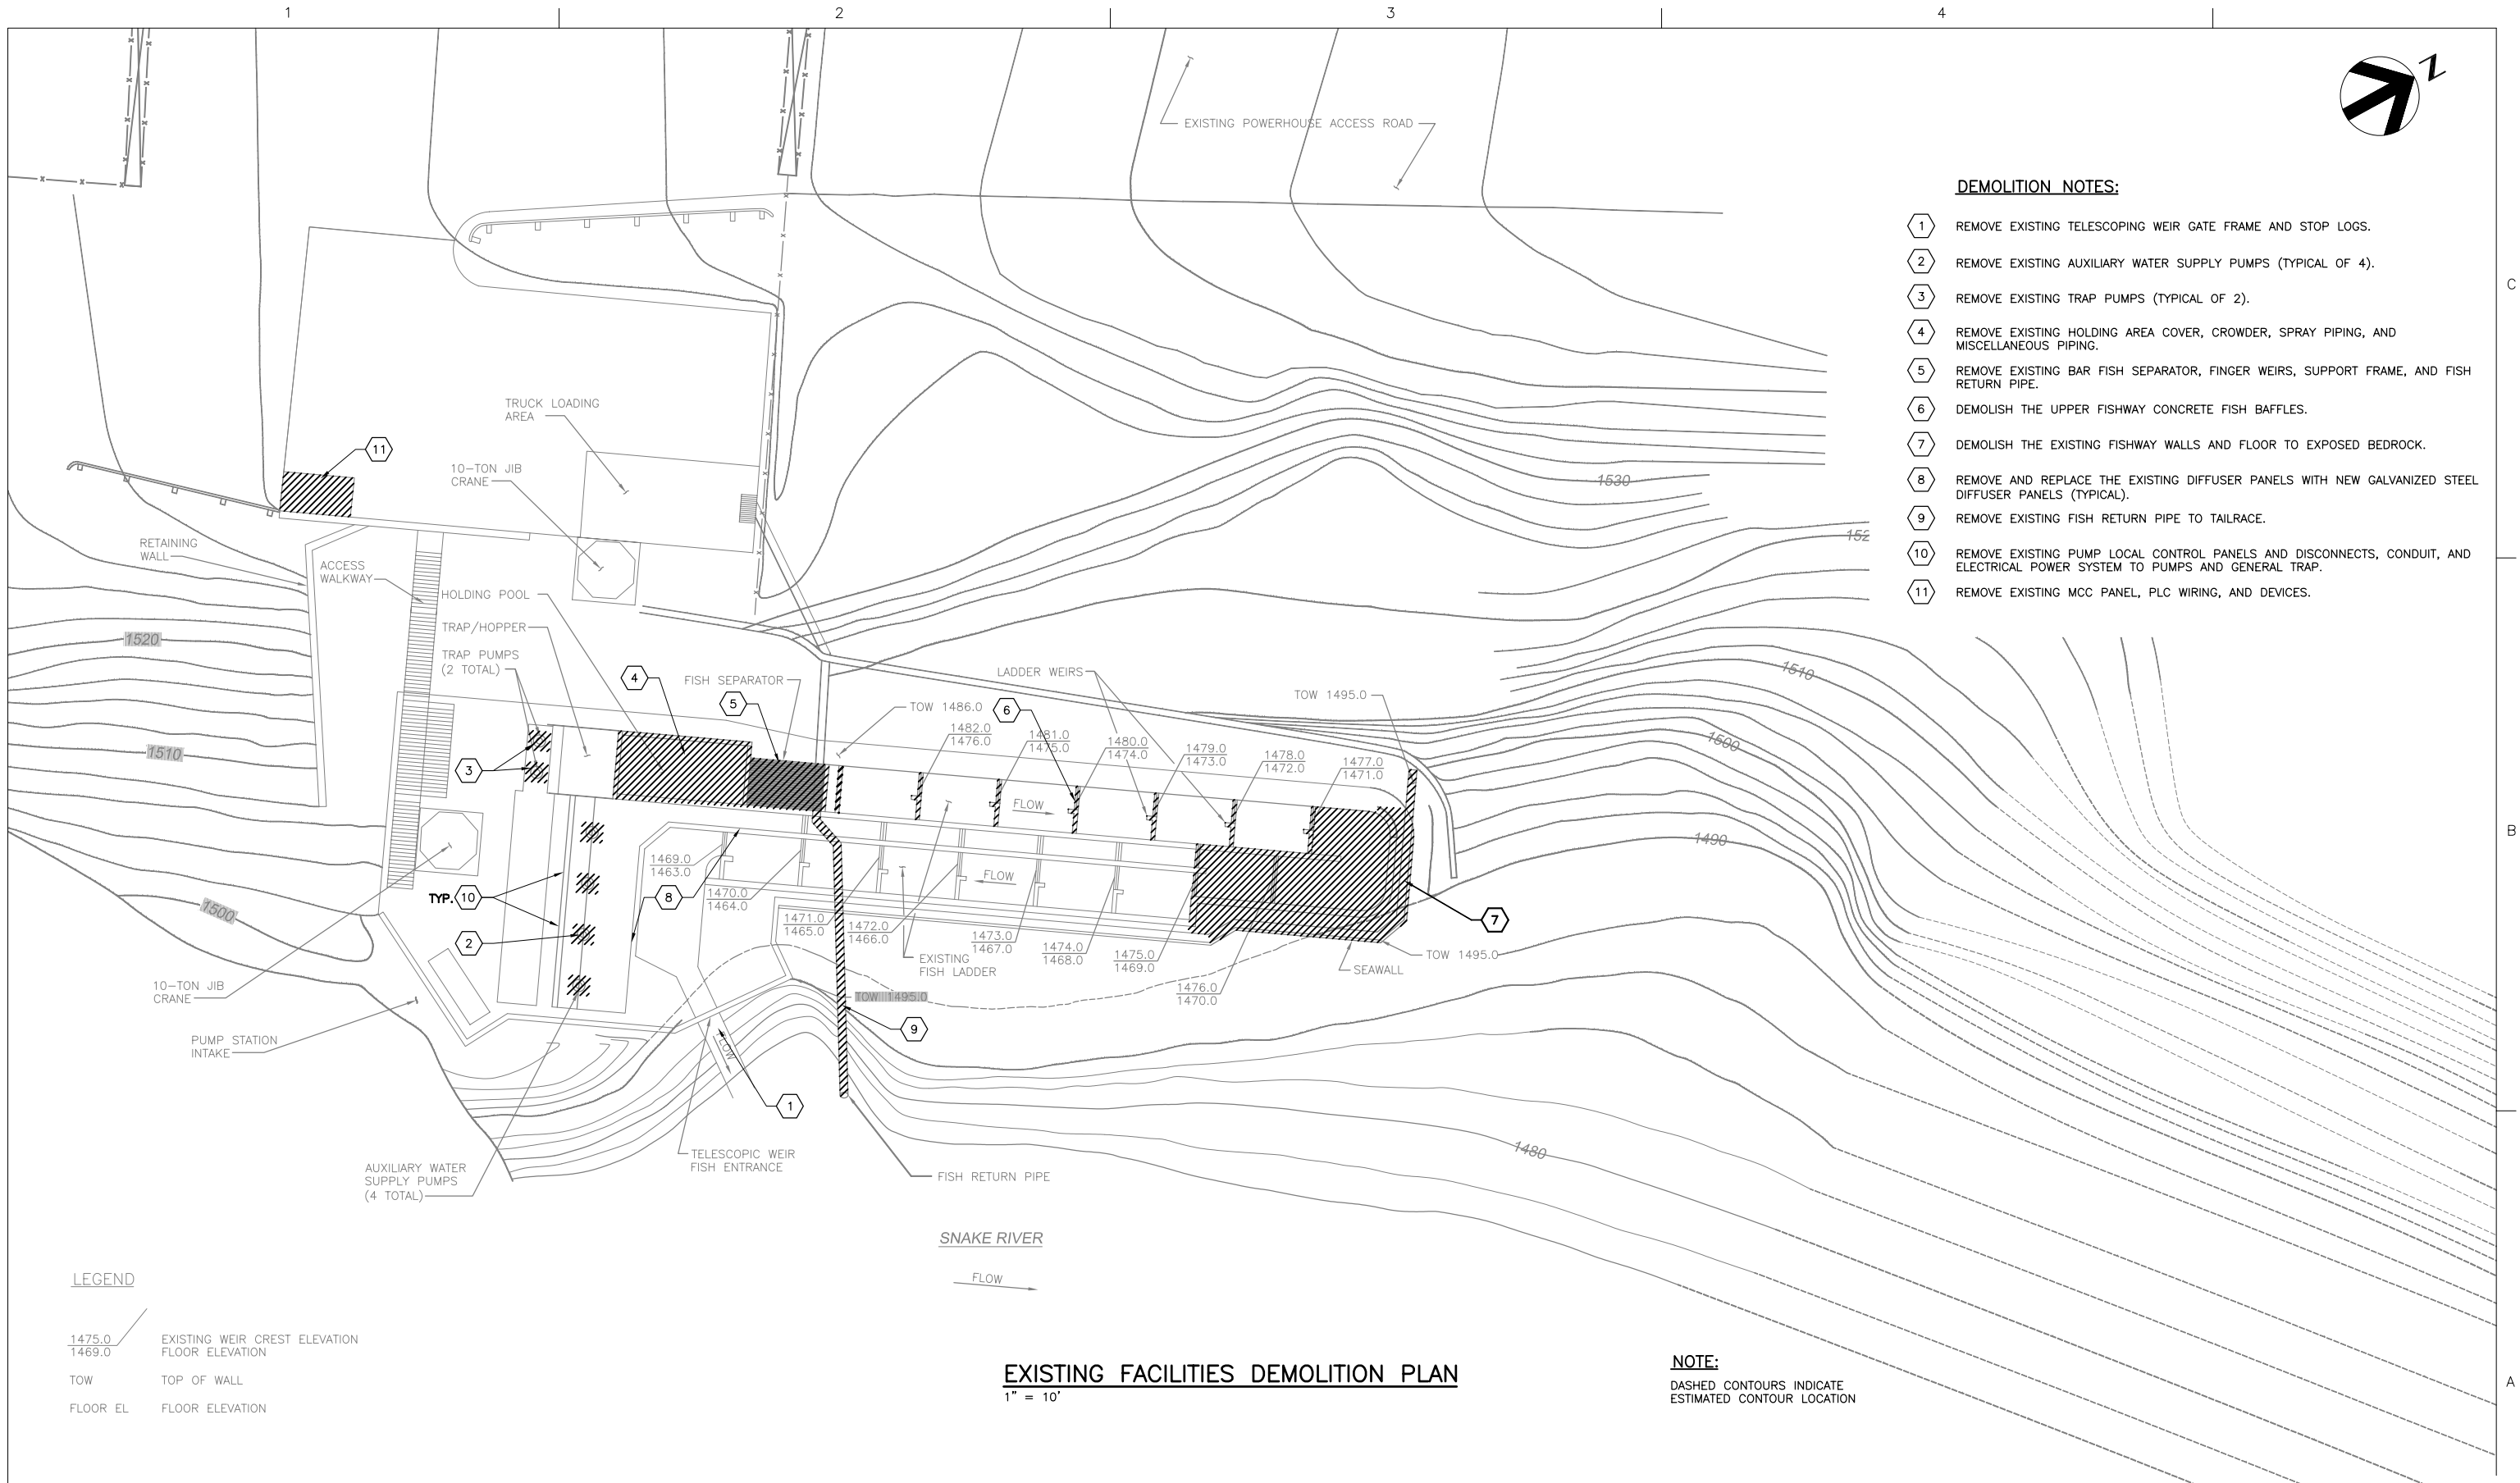 1
2
3
4
N
EXISTING POWERHOUSE ACCESS ROAD
DEMOLITION NOTES:
1 REMOVE EXISTING TELESCOPING WEIR GATE FRAME AND STOP LOGS.
2 REMOVE EXISTING AUXILIARY WATER SUPPLY PUMPS (TYPICAL OF 4).
3 REMOVE EXISTING TRAP PUMPS (TYPICAL OF 2).
4 REMOVE EXISTING HOLDING AREA COVER, CROWDER, SPRAY PIPING, AND
MISCELLANEOUS PIPING.
5 REMOVE EXISTING BAR FISH SEPARATOR, FINGER WEIRS, SUPPORT FRAME, AND FISH
RETURN PIPE.
6 DEMOLISH THE UPPER FISHWAY CONCRETE FISH BAFFLES.
7 DEMOLISH THE EXISTING FISHWAY WALLS AND FLOOR TO EXPOSED BEDROCK.
8 REMOVE AND REPLACE THE EXISTING DIFFUSER PANELS WITH NEW GALVANIZED STEEL
DIFFUSER PANELS (TYPICAL).
9 REMOVE EXISTING FISH RETURN PIPE TO TAILRACE.
10 REMOVE EXISTING PUMP LOCAL CONTROL PANELS AND DISCONNECTS, CONDUIT, AND
ELECTRICAL POWER SYSTEM TO PUMPS AND GENERAL TRAP.
11 REMOVE EXISTING MCC PANEL, PLC WIRING, AND DEVICES.
C
B
A
TRUCK LOADING
AREA
11
10-TON JIB
CRANE
1530
152
RETAINING
WALL
ACCESS
WALKWAY
HOLDING POOL
TRAP/HOPPER
TRAP PUMPS
(2 TOTAL)
1520
1510
4
5
FISH SEPARATOR
TOW 1486.0
6
LADDER WEIRS
TOW 1495.0
1510
1500
1490
3
1482.0
1476.0
1481.0
1475.0
1480.0
1474.0
1479.0
1473.0
1478.0
1472.0
1477.0
1471.0
FLOW
1469.0
1463.0
FLOW
TYP. 10
8
1470.0
1464.0
1471.0
1465.0
1472.0
1466.0
1473.0
1467.0
1474.0
1468.0
1475.0
1469.0
1476.0
1470.0
7
1500
2
EXISTING
FISH LADDER
TOW 1495.0
SEAWALL
10-TON JIB
CRANE
TOW 1495.0
9
PUMP STATION
INTAKE
FLOW
1
TELESCOPIC WEIR
FISH ENTRANCE
AUXILIARY WATER
SUPPLY PUMPS
(4 TOTAL)
FISH RETURN PIPE
1480
SNAKE RIVER
FLOW
LEGEND
1475.0 EXISTING WEIR CREST ELEVATION
1469.0 FLOOR ELEVATION
TOW TOP OF WALL
FLOOR EL FLOOR ELEVATION
EXISTING FACILITIES DEMOLITION PLAN
1" = 10'
NOTE:
DASHED CONTOURS INDICATE
ESTIMATED CONTOUR LOCATION